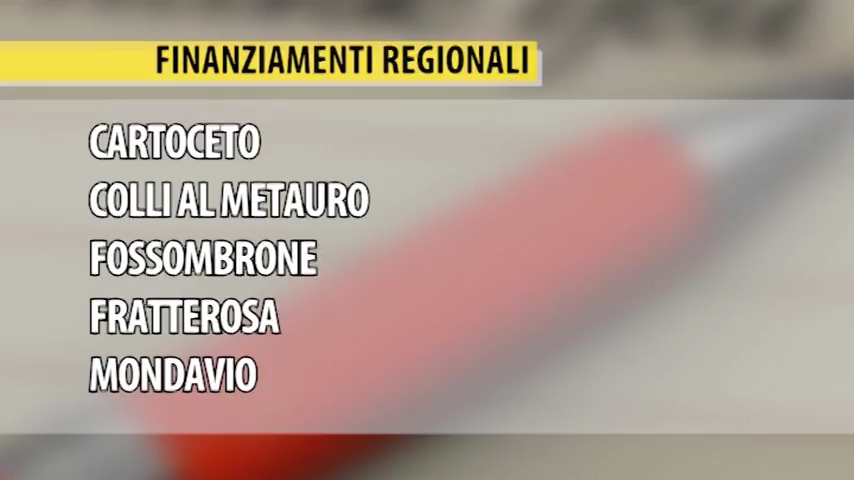 FINANZIAMENTI REGIONALI
CARTOCETO
COLLI AL METAURO
FOSSOMBRONE
FRATTEROSA
MONDAVIO